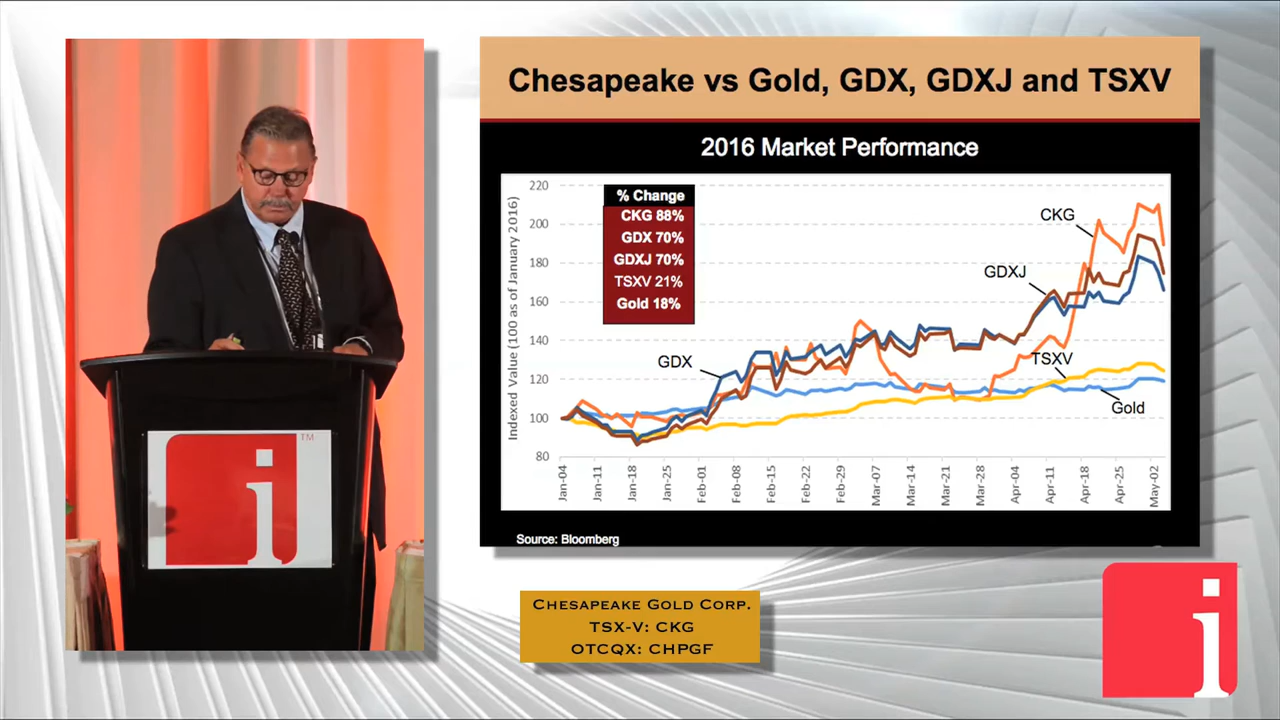 Chesapeake vs Gold, GDX, GDXJ and TSXV
2016 Market Performance
Indexed Value (100 as of January 2016)
220
200
180
160
140
120
100
80
% Change
CKG 88%
GDX 70%
GDXJ 70%
TSXV 21%
Gold 18%
CKG
GDXJ
GDX
TSXV
Gold
Jan-04
Jan-11
Jan-18
Jan-25
Feb-01
Feb-08
Feb-15
Feb-22
Feb-29
Mar-07
Mar-14
Mar-21
Mar-28
Apr-04
Apr-11
Apr-18
Apr-25
May-02
Source: Bloomberg
i
TM
Chesapeake Gold Corp.
TSX-V: CKG
OTCQX: CHPGF
i